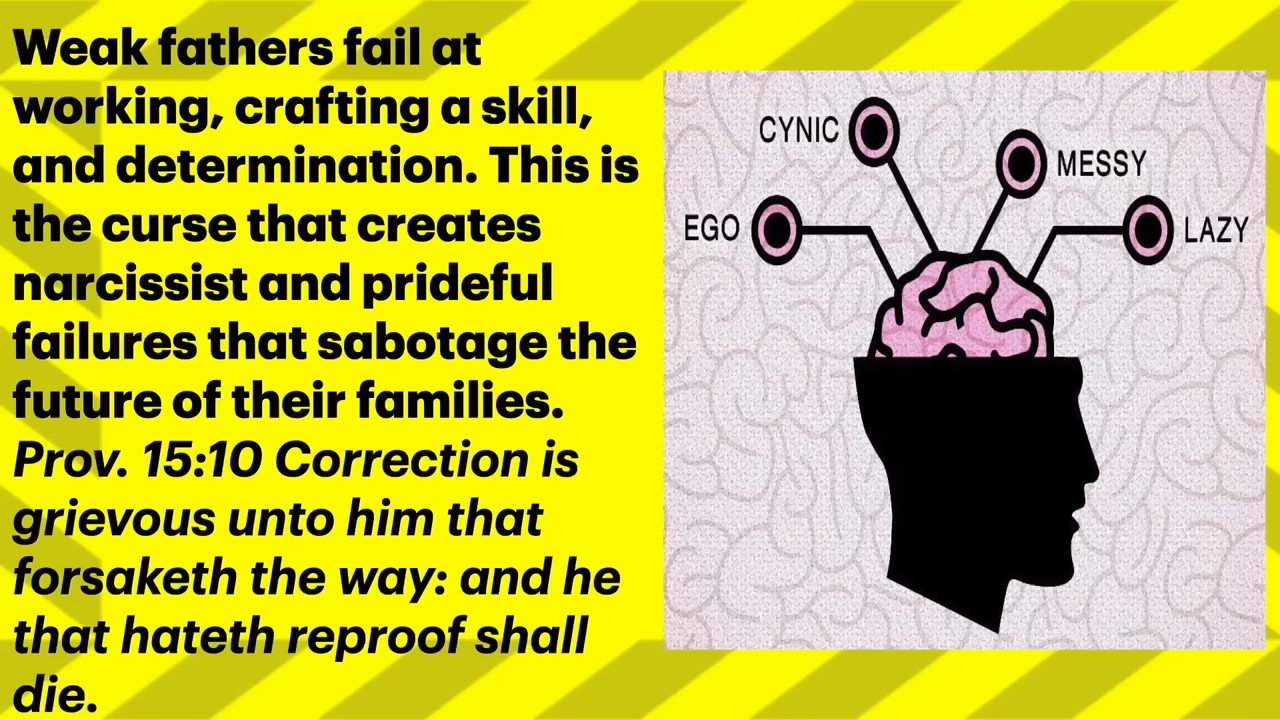 Weak fathers fail at
working, crafting a skill,
and determination. This is
the curse that creates
narcissist and prideful
failures that sabotage the
future of their families.
Prov. 15:10 Correction is
grievous unto him that
forsaketh the way: and he
that hateth reproof shall
die.
CYNIC
MESSY
EGO
LAZY